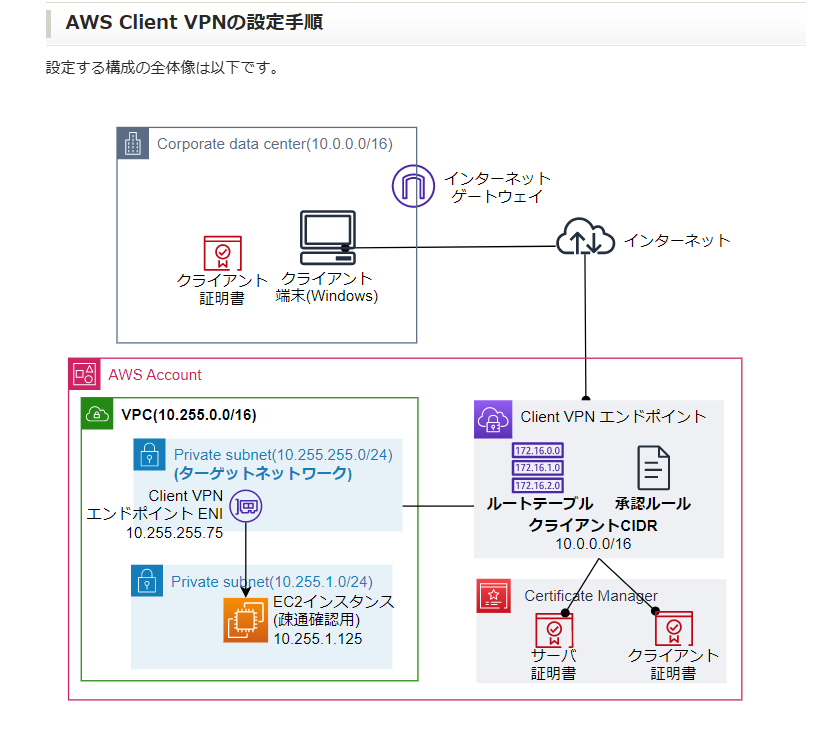 AWS Client VPNの設定手順
設定する構成の全体像は以下です。
Corporate data center(10.0.0.0/16)
インターネット
ゲートウェイ
クライアント
証明書
クライアント
端末(Windows)
インターネット
AWS Account
VPC(10.255.0.0/16)
Private subnet(10.255.255.0/24)
(ターゲットネットワーク)
Client VPN
エンドポイント ENI
10.255.255.75
Private subnet(10.255.1.0/24)
EC2インスタンス
(疎通確認用)
10.255.1.125
Client VPN エンドポイント
172.16.0.0
172.16.1.0
172.16.2.0
ルートテーブル
承認ルール
クライアントCIDR
10.0.0.0/16
Certificate Manager
サーバ
証明書
クライアント
証明書